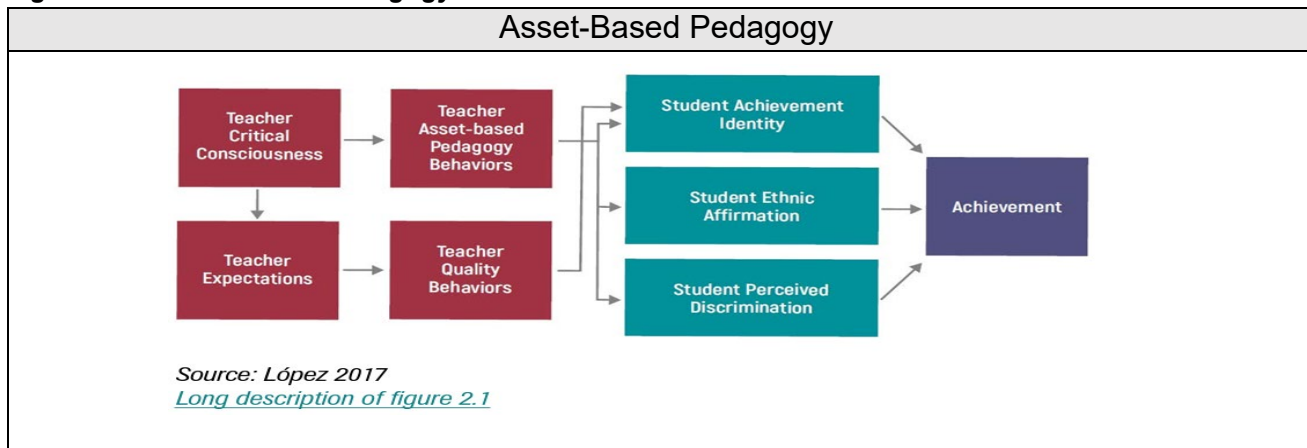 Asset-Based Pedagogy
Teacher
Critical
Consciousness
Teacher
Asset-based
Pedagogy
Behaviors
Student Achievement
Identity
Student Ethnic
Affirmation
Achievement
Teacher
Expectations
Teacher
Quality
Behaviors
Student Perceived
Discrimination
Source: López 2017
Long description of figure 2.1